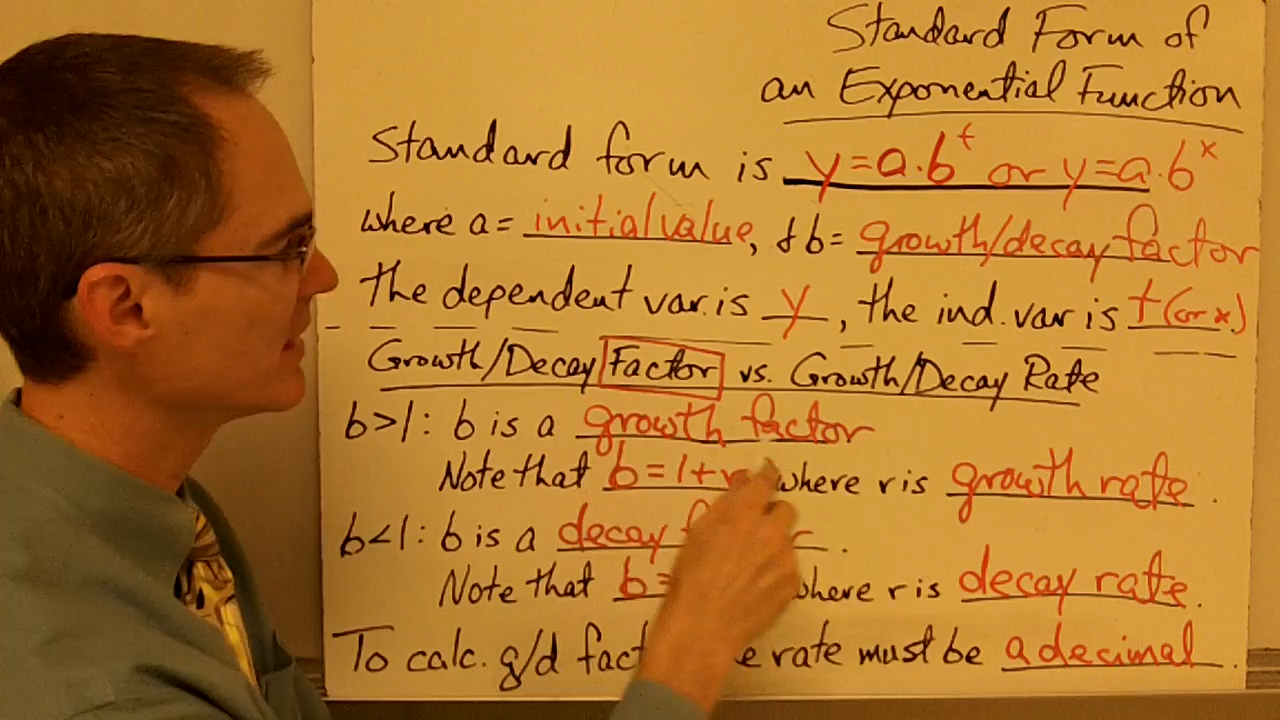 Standard Form of
an Exponential Function
Standard form is y=a·b^t or y=a·b^x
where a= initial value, & b= growth/decay factor
the dependent var. is y, the ind. var is t (or x)
Growth/Decay Factor vs. Growth/Decay Rate
b>1: b is a growth factor
Note that b=1+r where r is growth rate.
b<1: b is a decay .
Note that b= where r is decay rate.
To calc. g/d rate must be a decimal.